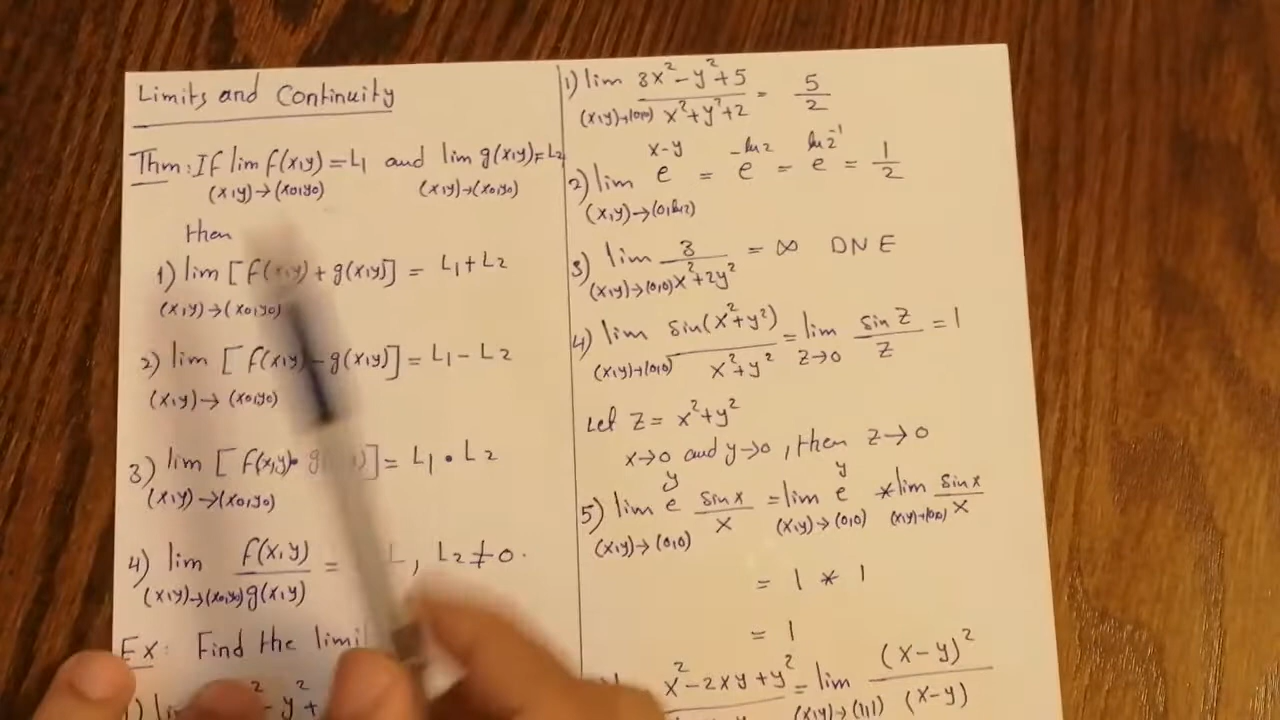 Limits and Continuity
Thm: If lim f(x,y) = L1 and lim g(x,y) = L2
(x,y)→(x0,y0) (x,y)→(x0,y0)
then
1) lim [f(x,y) + g(x,y)] = L1 + L2
(x,y)→(x0,y0)
2) lim [f(x,y) - g(x,y)] = L1 - L2
(x,y)→(x0,y0)
3) lim [f(x,y) • g ] = L1 • L2
(x,y)→(x0,y0)
4) lim f(x,y)/g(x,y) = L , L2 ≠ 0.
(x,y)→(x0,y0)
Ex: Find the limi
1) li ² - y² +
1) lim (3x² - y² + 5)/(x² + y² + 2) = 5/2
(x,y)→(0,0)
2) lim e^(x-y) = e^(-ln2) = e^(ln2^-1) = 1/2
(x,y)→(0,ln2)
3) lim 3/(x² + 2y²) = ∞ DNE
(x,y)→(0,0)
4) lim sin(x² + y²)/(x² + y²) = lim sin z/z = 1
(x,y)→(0,0) z→0
Let z = x² + y²
x→0 and y→0, then z→0
5) lim e^y sin x/x = lim e^y * lim sin x/x
(x,y)→(0,0) (x,y)→(0,0) (x,y)→(0,0)
= 1 * 1
= 1
x² - 2xy + y² = lim (x-y)²/(x-y)
(x,y)→(1,1)